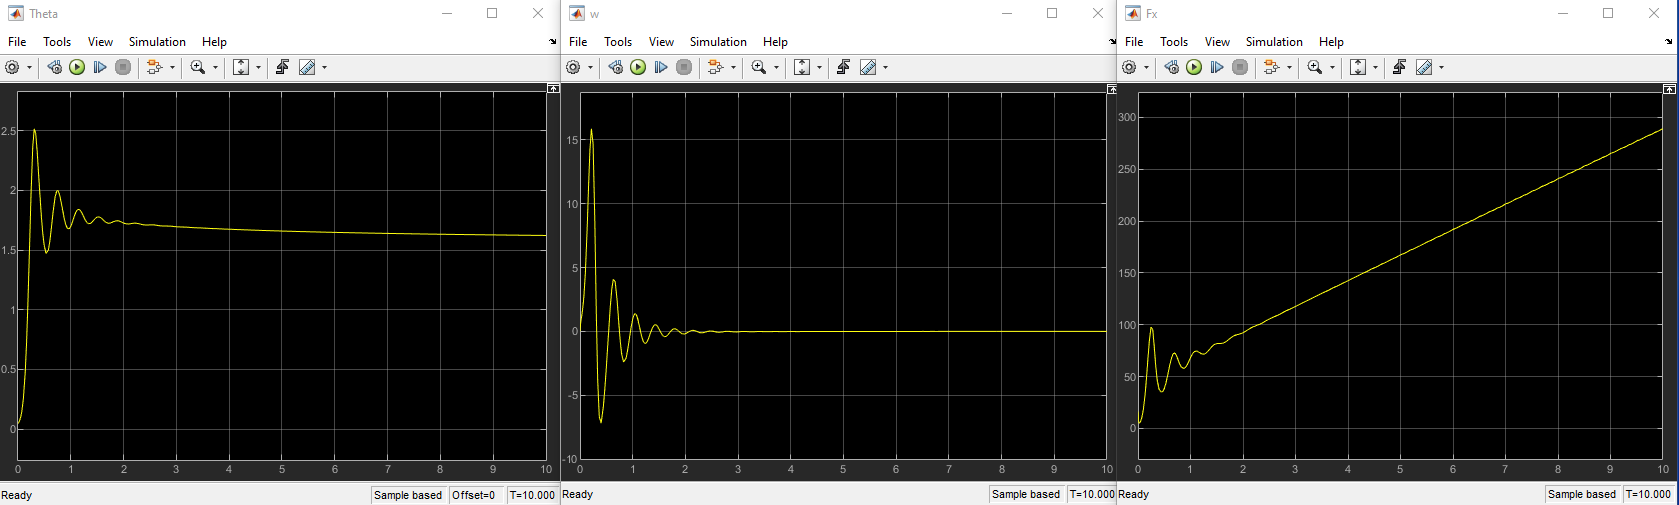 Theta
File Tools View Simulation Help
2.5
2
1.5
1
0.5
0
0 1 2 3 4 5 6 7 8 9 10
Ready Sample based Offset=0 T=10.000
w
File Tools View Simulation Help
15
10
5
0
-5
-10
0 1 2 3 4 5 6 7 8 9 10
Ready Sample based T=10.000
Fx
File Tools View Simulation Help
300
250
200
150
100
50
0
0 1 2 3 4 5 6 7 8 9 10
Ready Sample based T=10.000